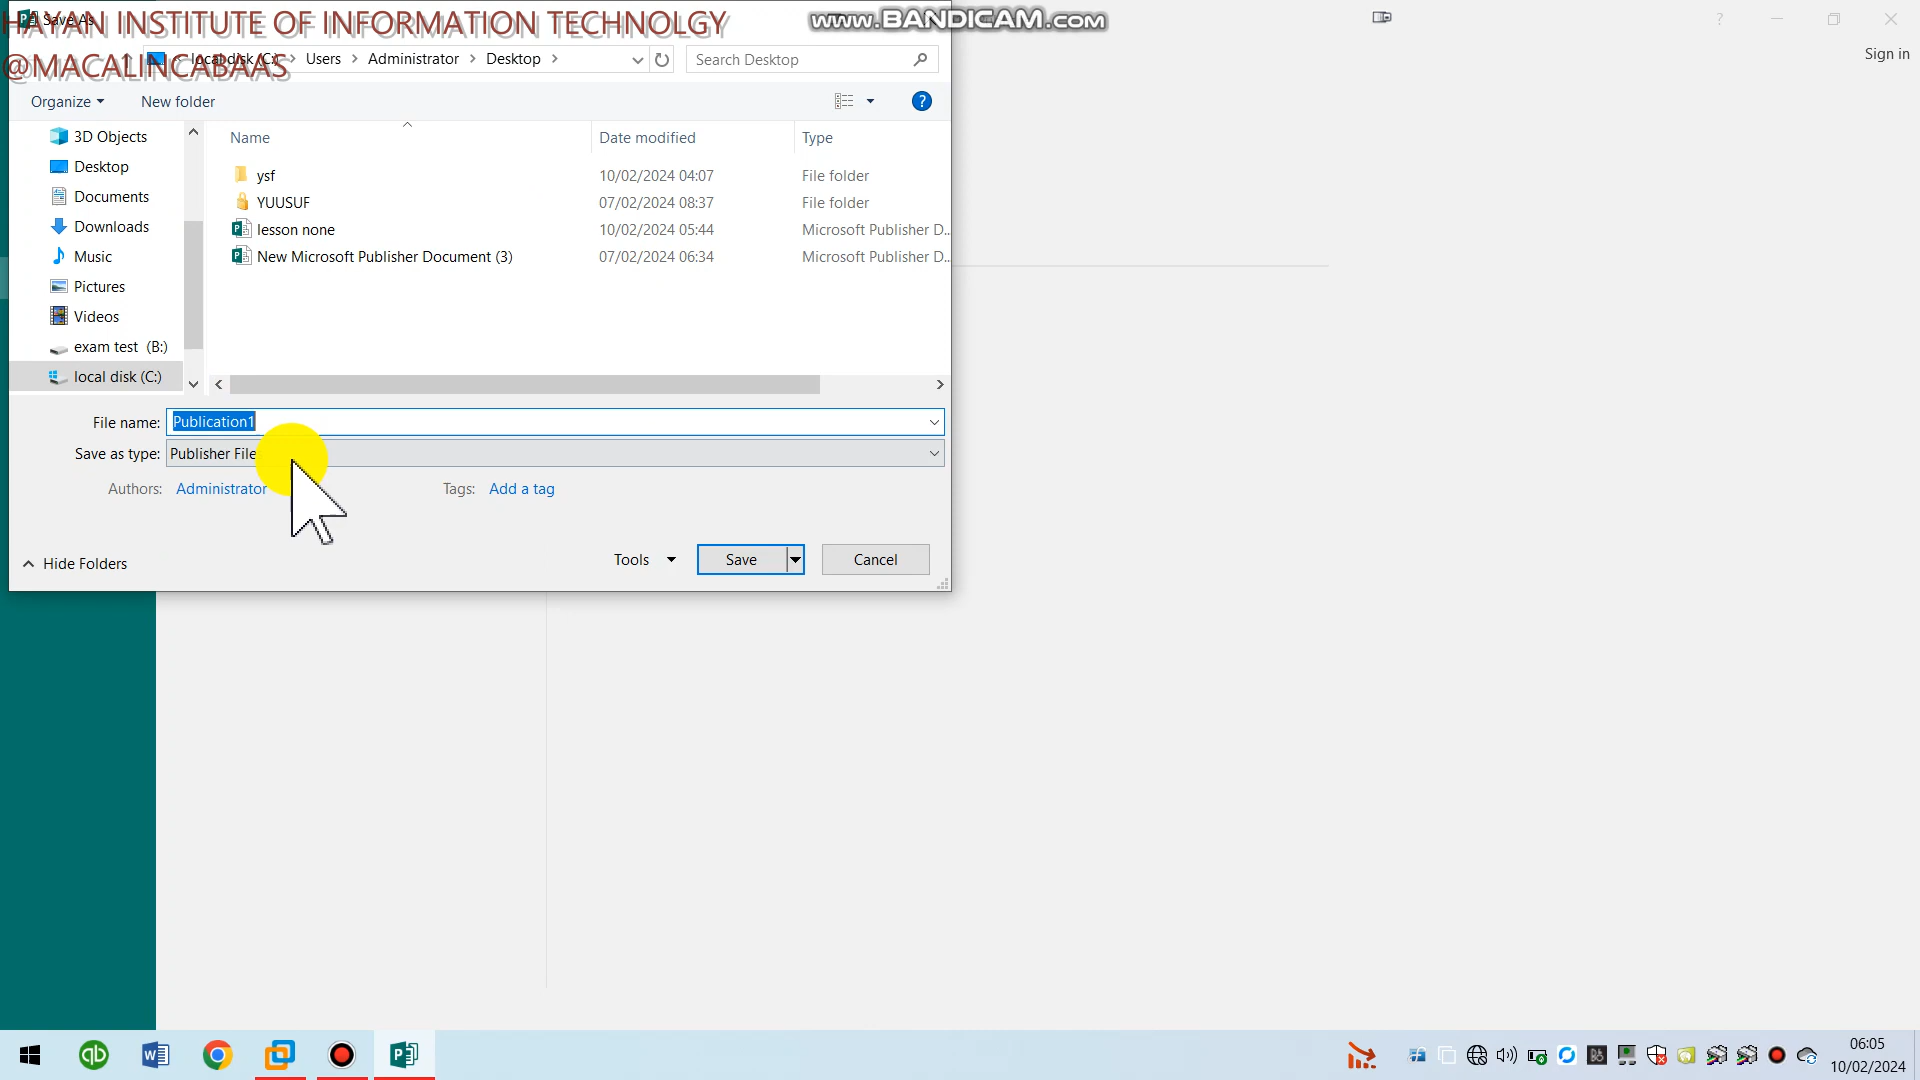 HAYAN INSTITUTE OF INFORMATION TECHNOLGY
@MACALINCABAAS
www.BANDICAM.com
Save As
Sign in
local disk (C:) > Users > Administrator > Desktop >
Search Desktop
Organize
New folder
Name
Date modified
Type
3D Objects
Desktop
Documents
Downloads
Music
Pictures
Videos
exam test (B:)
local disk (C:)
ysf 10/02/2024 04:07 File folder
YUUSUF 07/02/2024 08:37 File folder
lesson none 10/02/2024 05:44 Microsoft Publisher D...
New Microsoft Publisher Document (3) 07/02/2024 06:34 Microsoft Publisher D...
File name: Publication1
Save as type: Publisher File
Authors: Administrator
Tags: Add a tag
Hide Folders
Tools
Save
Cancel
06:05
10/02/2024